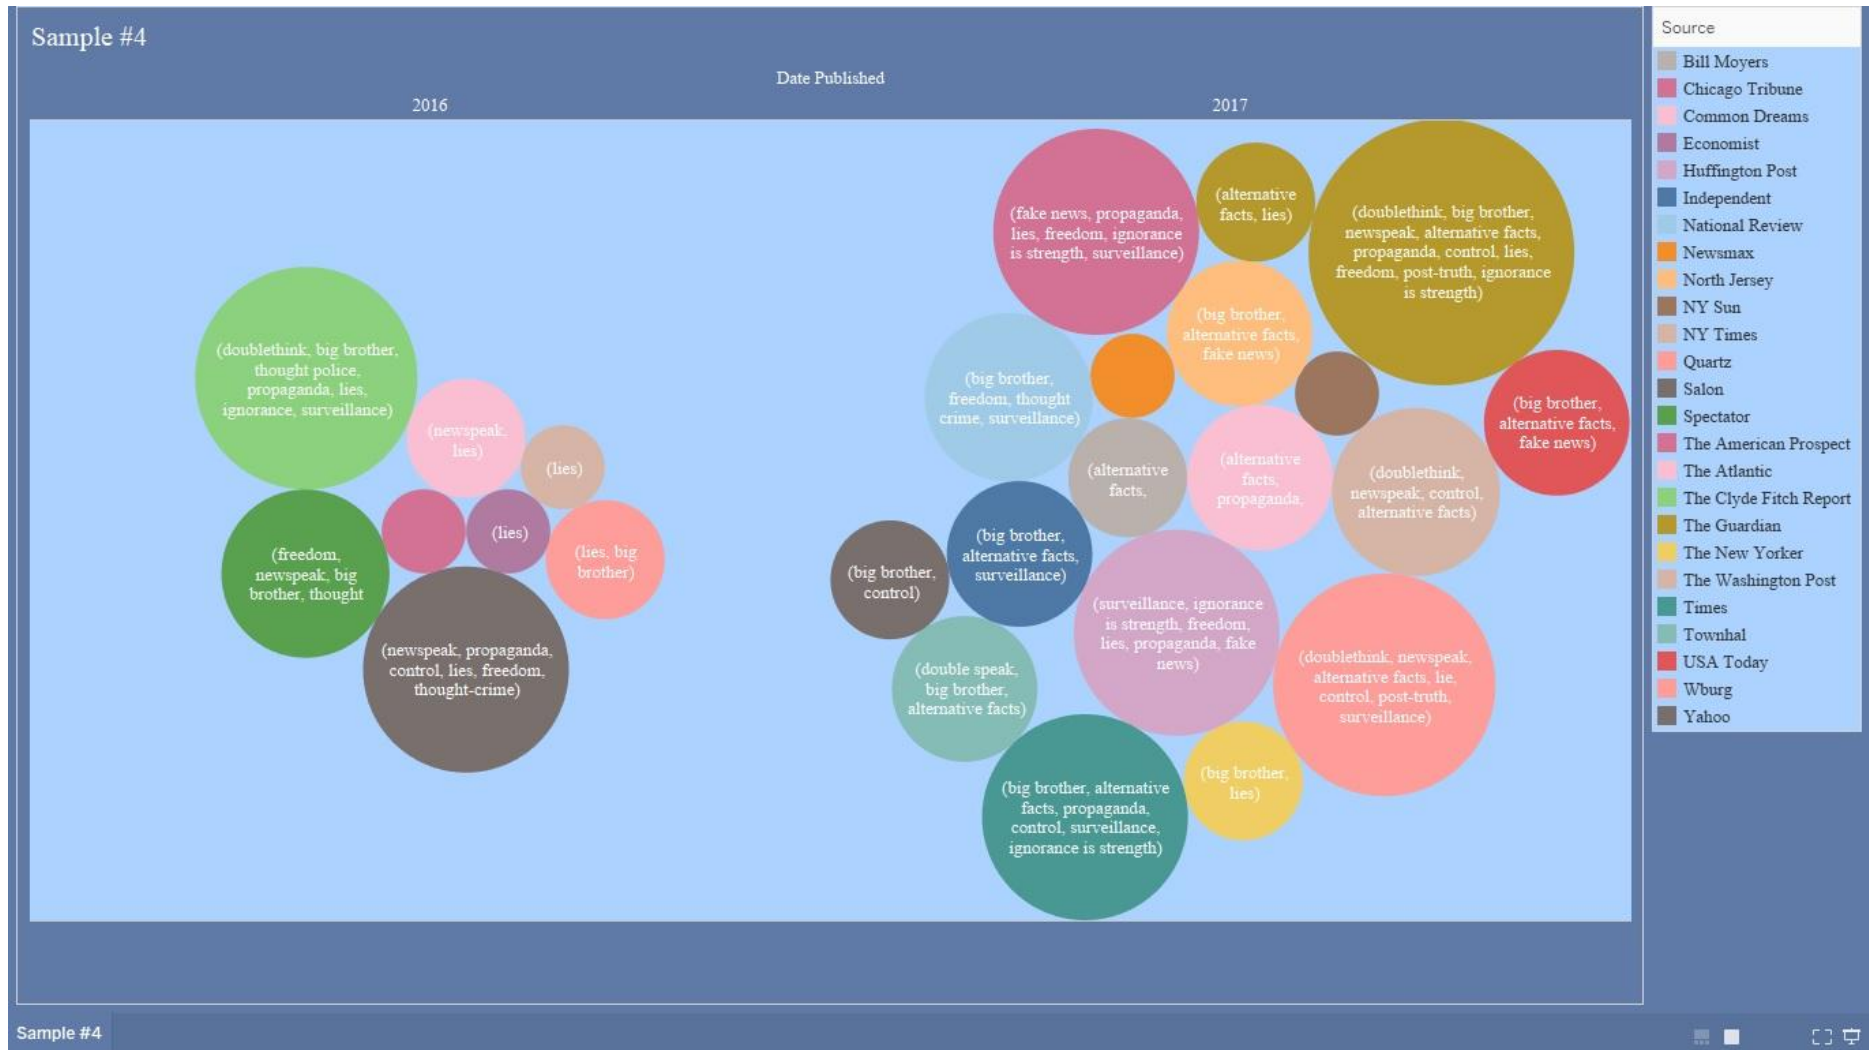 Sample #4
Date Published
2016
2017
(doublethink, big brother,
thought police,
propaganda, lies,
ignorance, surveillance)
(newspeak,
lies)
(lies)
(freedom,
newspeak, big
brother, thought
(lies)
(lies, big
brother)
(newspeak, propaganda,
control, lies, freedom,
thought-crime)
(fake news, propaganda,
lies, freedom, ignorance
is strength, surveillance)
(alternative
facts, lies)
(doublethink, big brother,
newspeak, alternative facts,
propaganda, control, lies,
freedom, post-truth, ignorance
is strength)
(big brother,
alternative facts,
fake news)
(big brother,
freedom, thought
crime, surveillance)
(big brother,
alternative facts,
fake news)
(alternative
facts,
(alternative
facts,
propaganda,
(doublethink,
newspeak, control,
alternative facts)
(big brother,
control)
(big brother,
alternative facts,
surveillance)
(surveillance, ignorance
is strength, freedom,
lies, propaganda, fake
news)
(double speak,
big brother,
alternative facts)
(doublethink, newspeak,
alternative facts, lie,
control, post-truth,
surveillance)
(big brother, alternative
facts, propaganda,
control, surveillance,
ignorance is strength)
(big brother,
lies)
Source
Bill Moyers
Chicago Tribune
Common Dreams
Economist
Huffington Post
Independent
National Review
Newsmax
North Jersey
NY Sun
NY Times
Quartz
Salon
Spectator
The American Prospect
The Atlantic
The Clyde Fitch Report
The Guardian
The New Yorker
The Washington Post
Times
Townhal
USA Today
Wburg
Yahoo
Sample #4